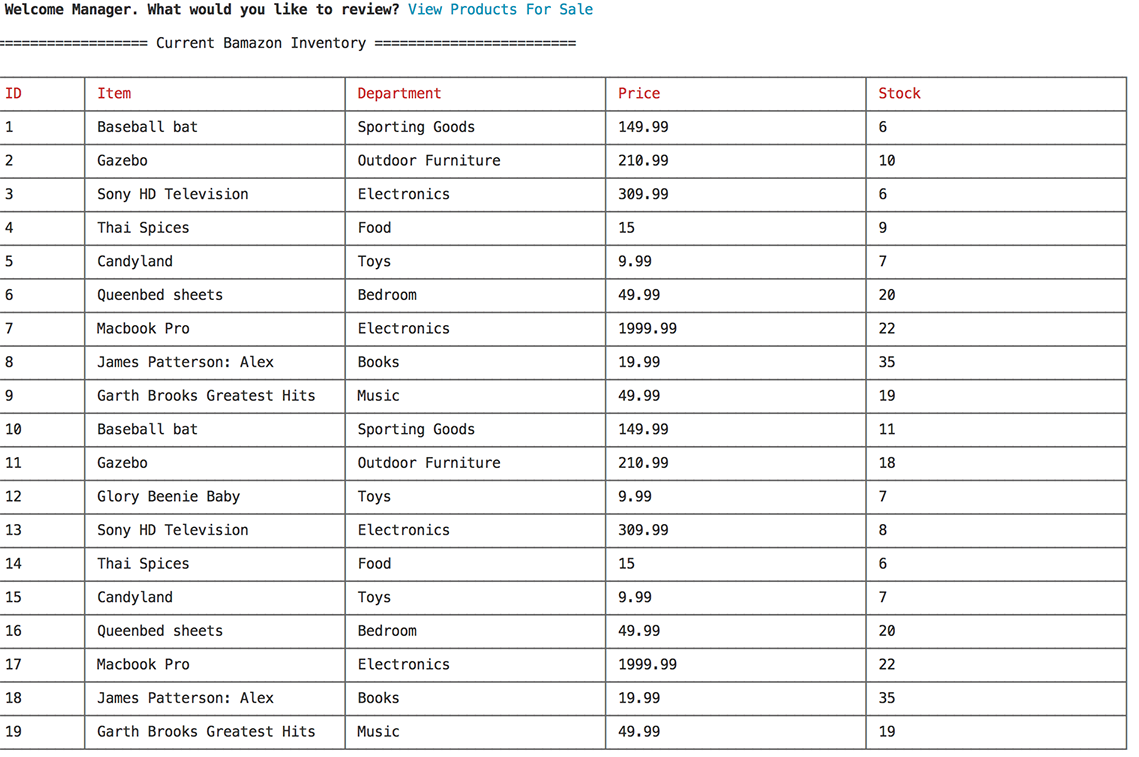 Welcome Manager. What would you like to review? View Products For Sale
================== Current Bamazon Inventory ========================
ID Item Department Price Stock
1 Baseball bat Sporting Goods 149.99 6
2 Gazebo Outdoor Furniture 210.99 10
3 Sony HD Television Electronics 309.99 6
4 Thai Spices Food 15 9
5 Candyland Toys 9.99 7
6 Queenbed sheets Bedroom 49.99 20
7 Macbook Pro Electronics 1999.99 22
8 James Patterson: Alex Books 19.99 35
9 Garth Brooks Greatest Hits Music 49.99 19
10 Baseball bat Sporting Goods 149.99 11
11 Gazebo Outdoor Furniture 210.99 18
12 Glory Beenie Baby Toys 9.99 7
13 Sony HD Television Electronics 309.99 8
14 Thai Spices Food 15 6
15 Candyland Toys 9.99 7
16 Queenbed sheets Bedroom 49.99 20
17 Macbook Pro Electronics 1999.99 22
18 James Patterson: Alex Books 19.99 35
19 Garth Brooks Greatest Hits Music 49.99 19